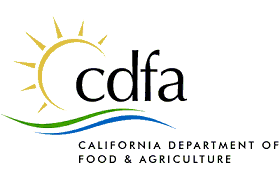 cdfa
CALIFORNIA DEPARTMENT OF
FOOD & AGRICULTURE